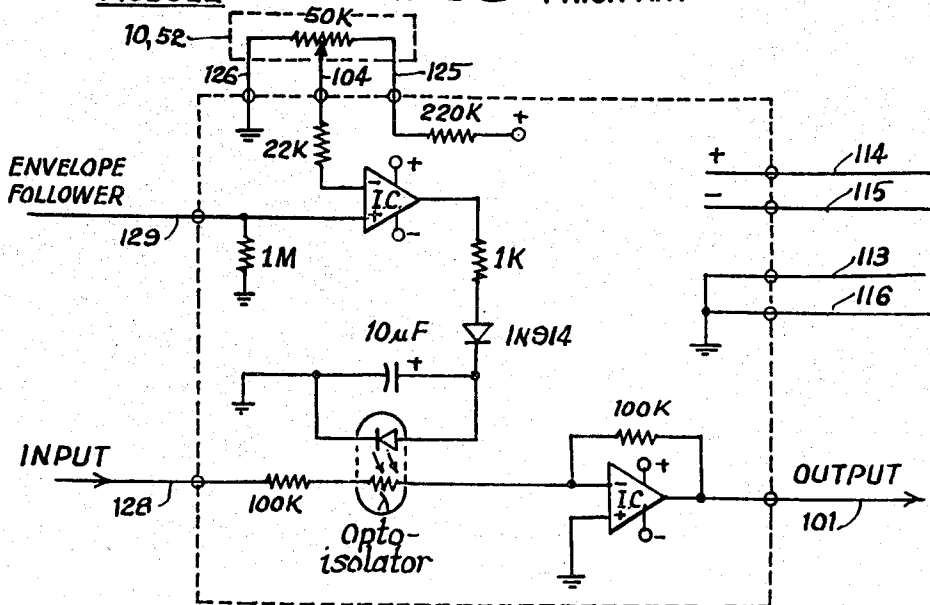 50K
10,52
126
104
125
220K
+
22K
ENVELOPE
FOLLOWER
129
- I.C. +
+
-
1M
1K
+ 114
- 115
113
116
10µF
+
1N914
100K
INPUT
128
100K
λ
Opto-
isolator
- I.C. +
+
-
OUTPUT
101